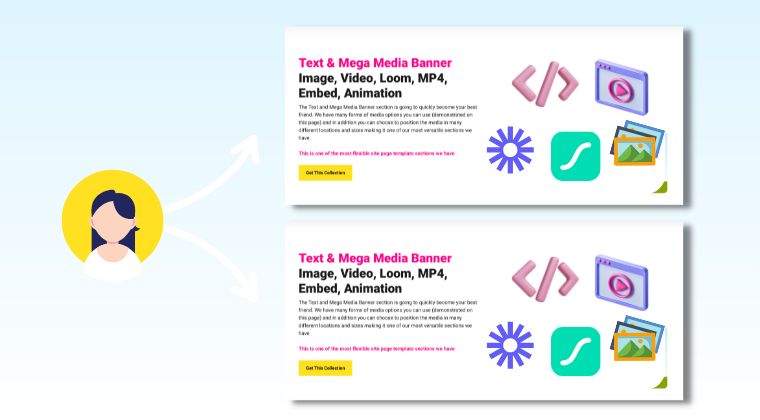 Text & Mega Media Banner
Image, Video, Loom, MP4,
Embed, Animation
The Text and Mega Media Banner section is going to quickly become your best
friend. We have many forms of media options you can use (demonstrated on
this page) and in addition you can choose to position the media in many
different locations and sizes making it one of our most versatile sections we
have.
This is one of the most flexible site page template sections we have
Get This Collection
Text & Mega Media Banner
Image, Video, Loom, MP4,
Embed, Animation
The Text and Mega Media Banner section is going to quickly become your best
friend. We have many forms of media options you can use (demonstrated on
this page) and in addition you can choose to position the media in many
different locations and sizes making it one of our most versatile sections we
have.
This is one of the most flexible site page template sections we have
Get This Collection